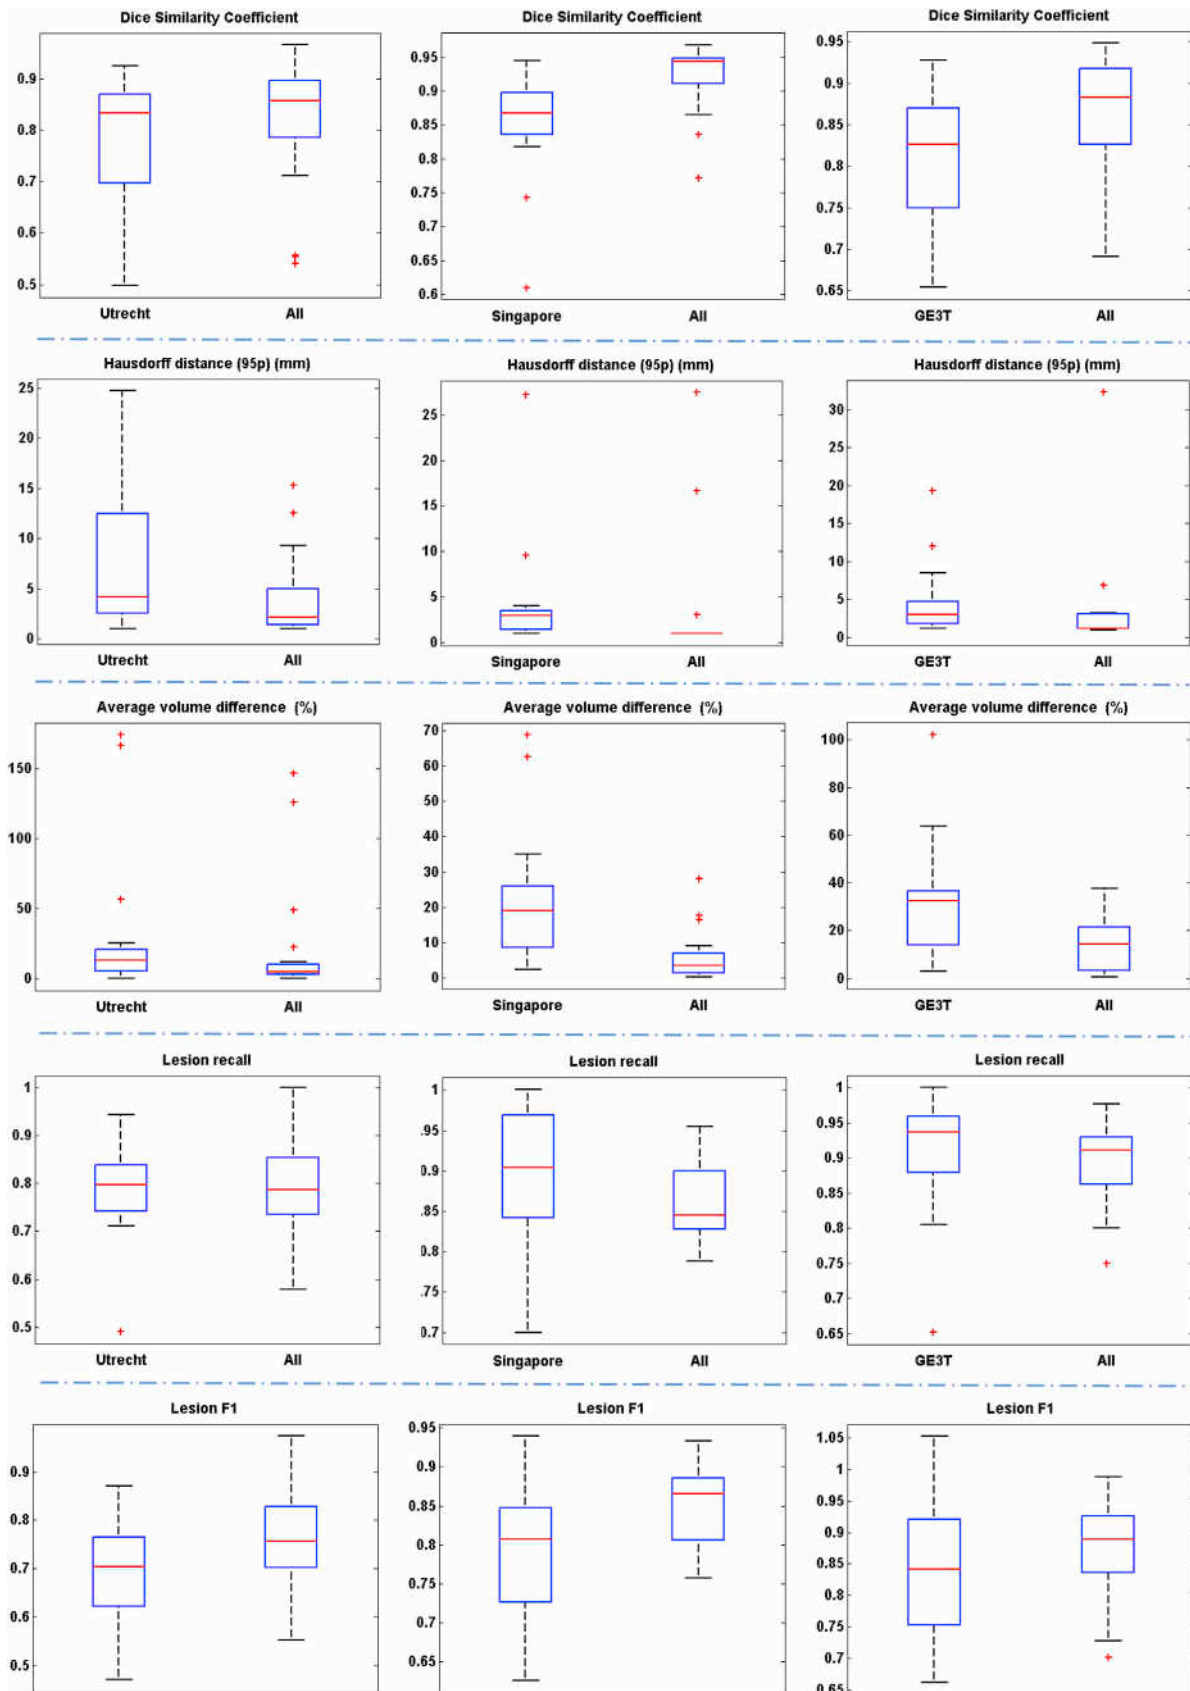 Dice Similarity Coefficient Dice Similarity Coefficient Dice Similarity Coefficient
0.9 0.95 0.95
0.8 0.9 0.9
0.7 0.85 0.85
0.6 0.8 0.8
0.5 0.75 0.75
0.7 0.7
0.65 0.65
0.6
Utrecht All Singapore All GE3T All
Hausdorff distance (95p) (mm) Hausdorff distance (95p) (mm) Hausdorff distance (95p) (mm)
25 25 30
20 20 25
15 15 20
10 10 15
5 5 10
0 0 5
0
Utrecht All Singapore All GE3T All
Average volume difference (%) Average volume difference (%) Average volume difference (%)
150 70 100
100 60 80
50 50 60
0 40 40
30 20
20 0
10
0
Utrecht All Singapore All GE3T All
Lesion recall Lesion recall Lesion recall
1 1 1
0.9 0.95 0.95
0.8 0.9 0.9
0.7 0.85 0.85
0.6 0.8 0.8
0.5 .75 0.75
0.7 0.7
0.65
Utrecht All Singapore All GE3T All
Lesion F1 Lesion F1 Lesion F1
0.9 0.95 1.05
0.8 0.9 1
0.7 0.85 0.95
0.6 0.8 0.9
0.5 0.75 0.85
0.7 0.8
0.65 0.75
0.7
0.65